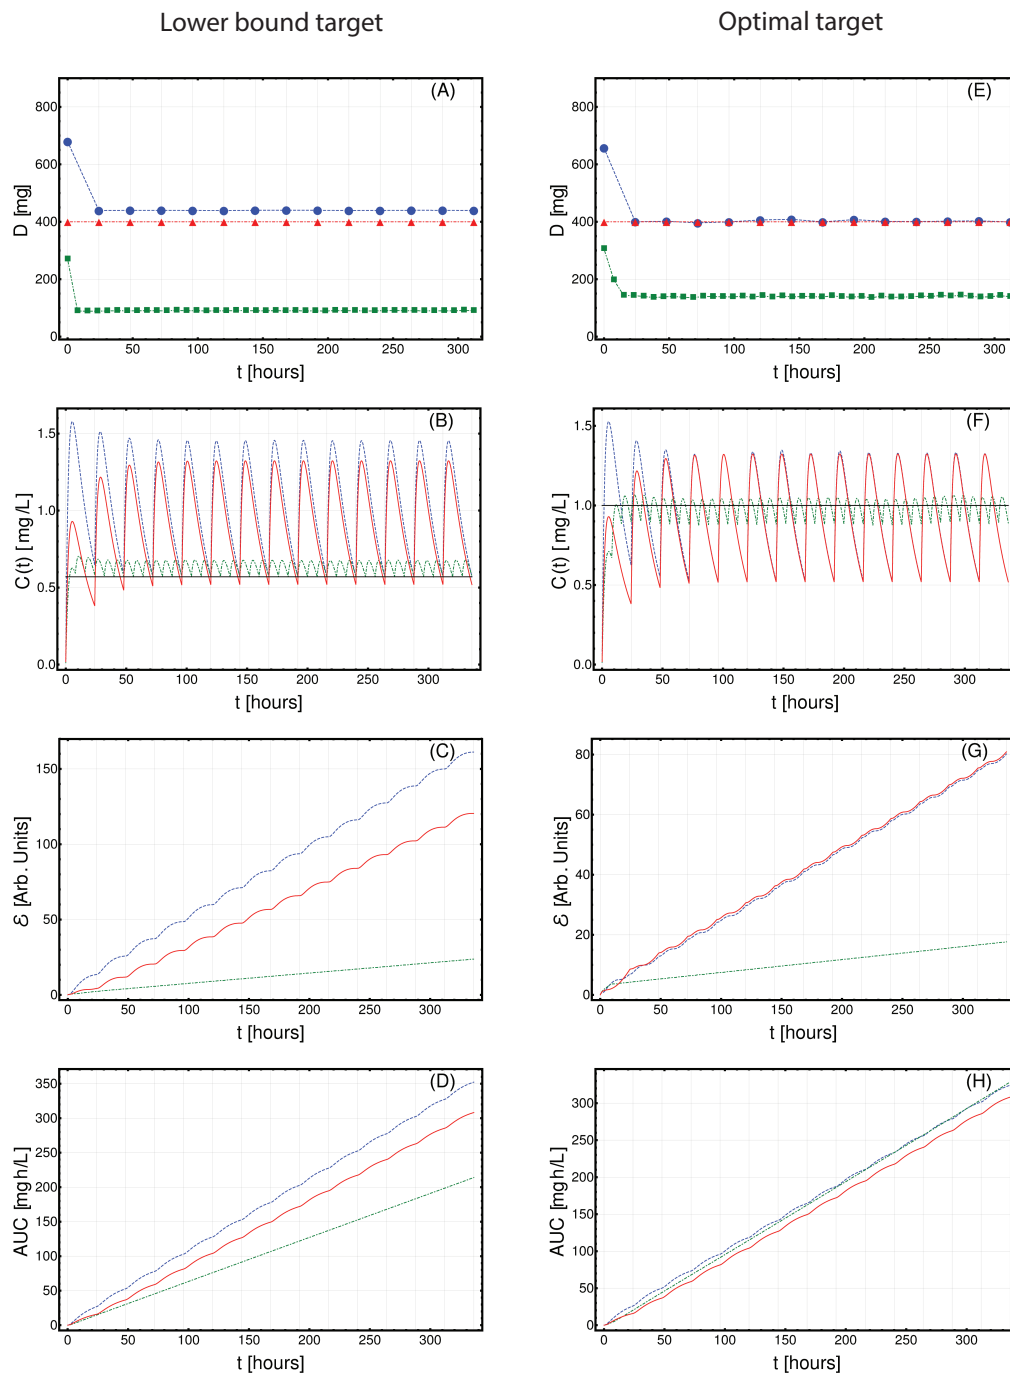 Lower bound target
Optimal target
(A)
D [mg]
800
600
400
200
0
0 50 100 150 200 250 300
t [hours]
(E)
D [mg]
800
600
400
200
0
0 50 100 150 200 250 300
t [hours]
(B)
C(t) [mg/L]
1.5
1.0
0.5
0.0
0 50 100 150 200 250 300
t [hours]
(F)
C(t) [mg/L]
1.5
1.0
0.5
0.0
0 50 100 150 200 250 300
t [hours]
(C)
ℰ [Arb. Units]
150
100
50
0
0 50 100 150 200 250 300
t [hours]
(G)
ℰ [Arb. Units]
80
60
40
20
0
0 50 100 150 200 250 300
t [hours]
(D)
AUC [mgh/L]
350
300
250
200
150
100
50
0
0 50 100 150 200 250 300
t [hours]
(H)
AUC [mgh/L]
300
250
200
150
100
50
0
0 50 100 150 200 250 300
t [hours]